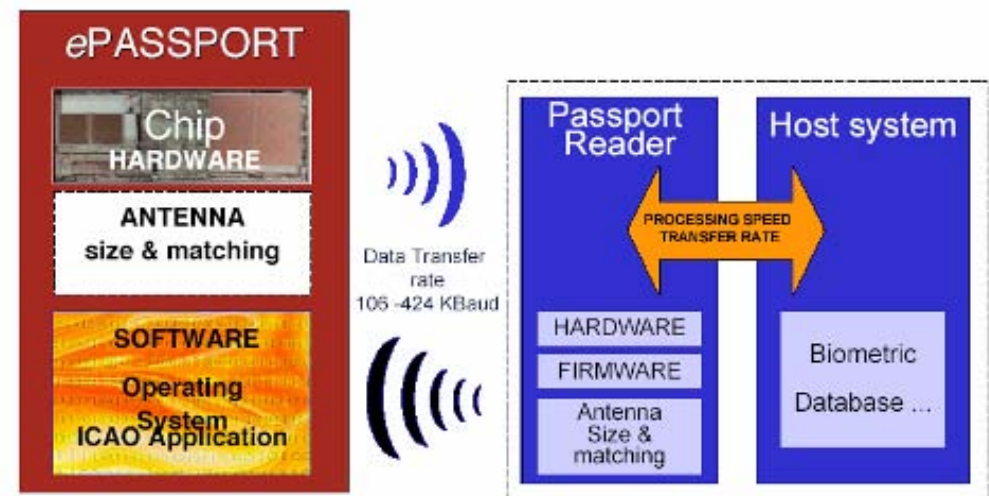 ePASSPORT
Chip
HARDWARE
ANTENNA
size & matching
SOFTWARE
Operating
System
ICAO Application
Data Transfer
rate
106 -424 KBaud
Passport
Reader
Host system
PROCESSING SPEED
TRANSFER RATE
HARDWARE
FIRMWARE
Antenna
Size &
matching
Biometric
Database ...